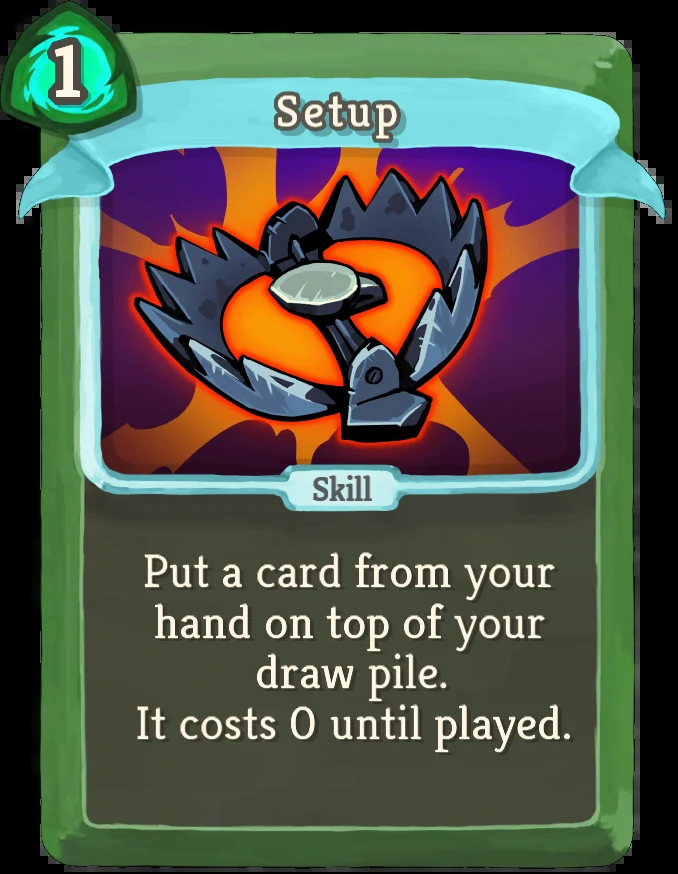 1
Setup
Skill
Put a card from your
hand on top of your
draw pile.
It costs 0 until played.